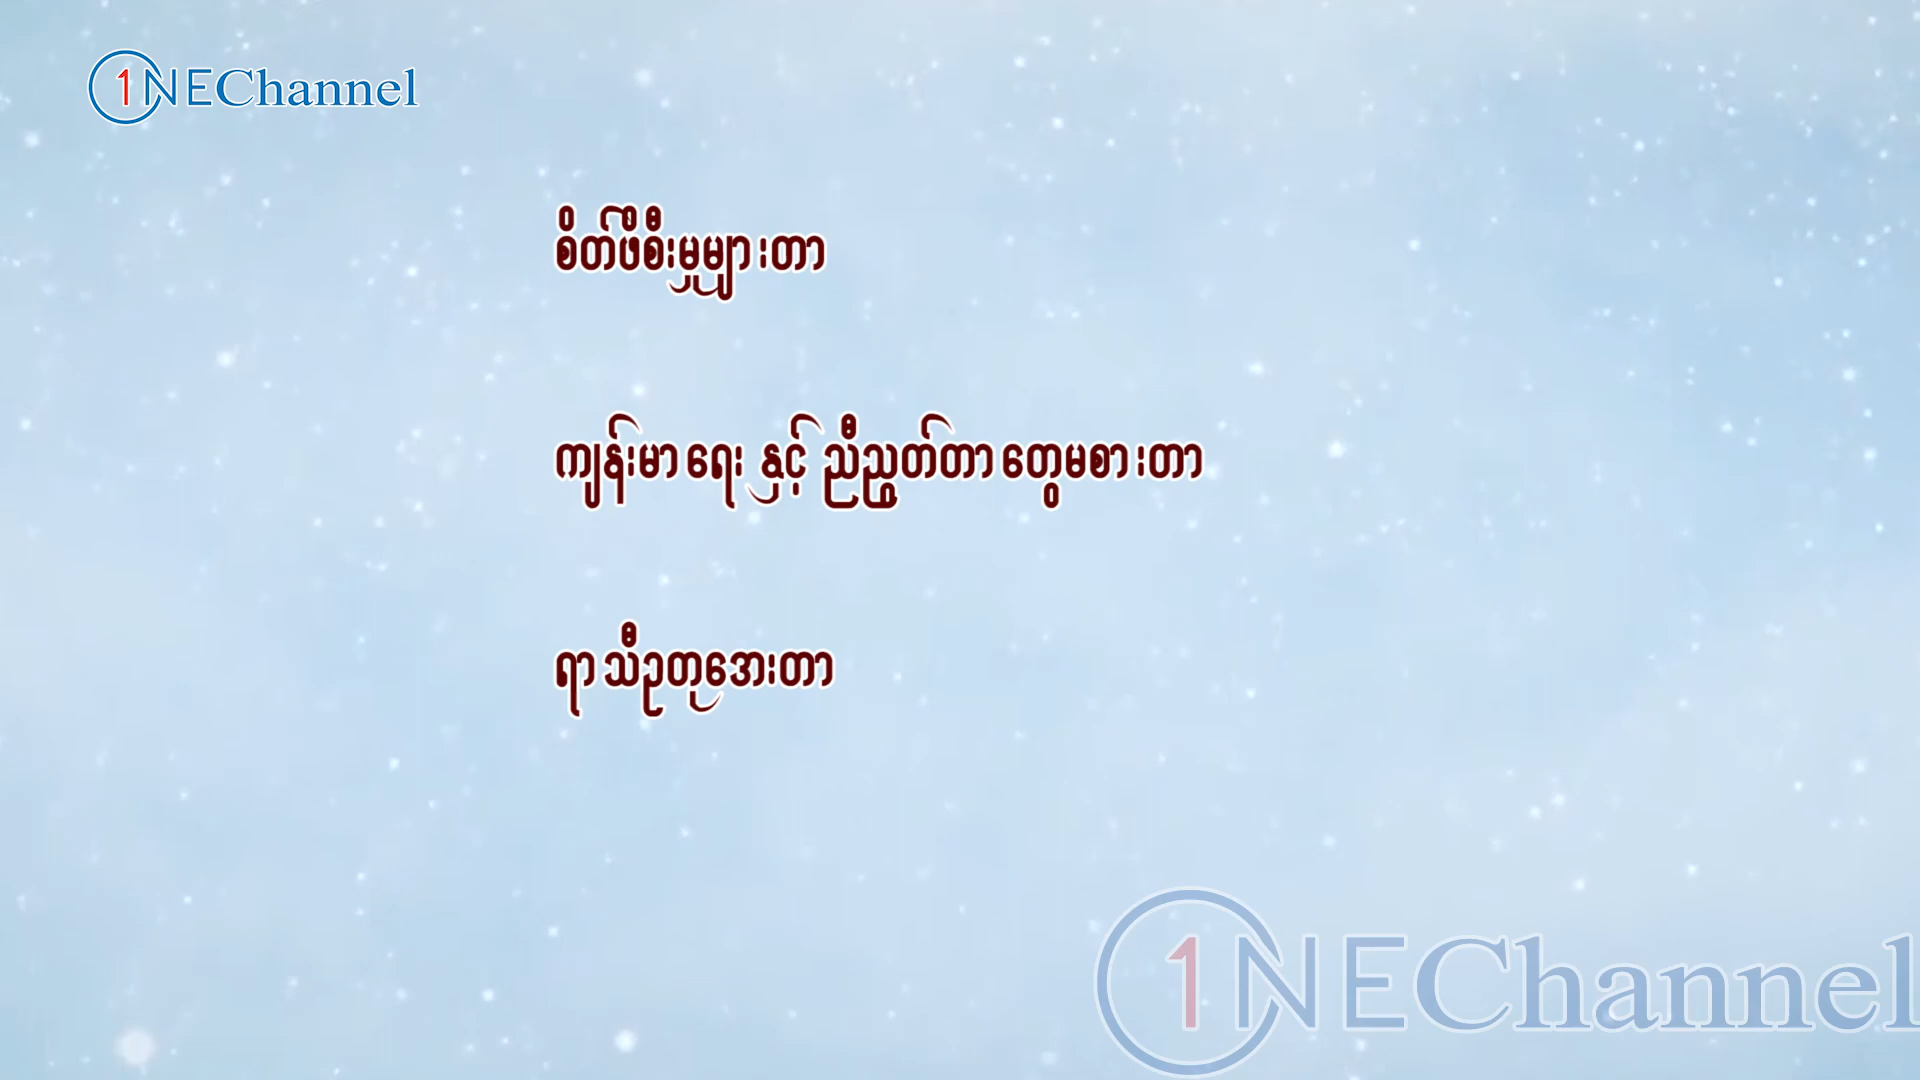 1NEChannel
စိတ်ဖိစီးမှုများတာ
ကျန်းမာရေး နှင့် ညီညွတ်တာတွေမစားတာ
ရာသီဥတုအေးတာ
1NEChannel